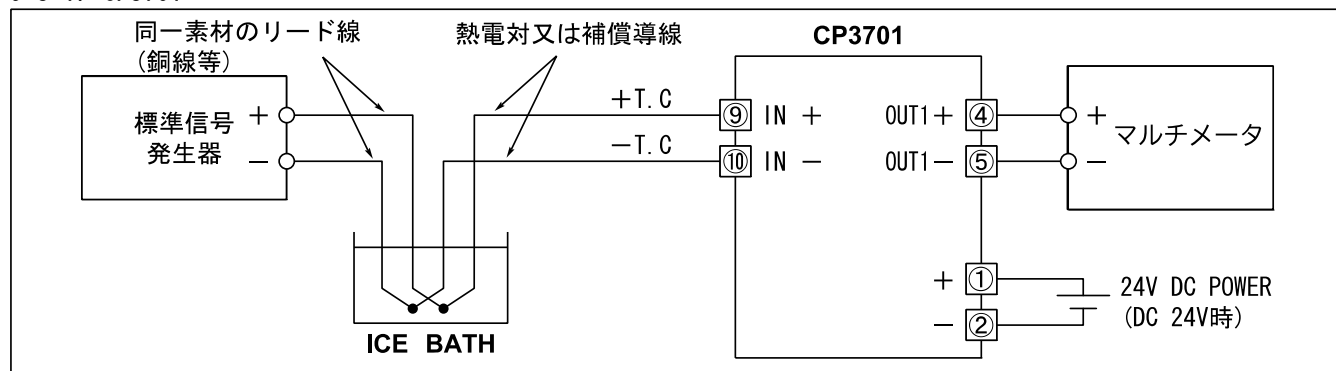 同一素材のリード線
(銅線等)
熱電対又は補償導線
CP3701
標準信号
発生器
+
−
+T.C
−T.C
⑨ IN +
⑩ IN −
OUT1+ ④
OUT1− ⑤
+
−
マルチメータ
+ ①
− ②
24V DC POWER
(DC 24V時)
ICE BATH